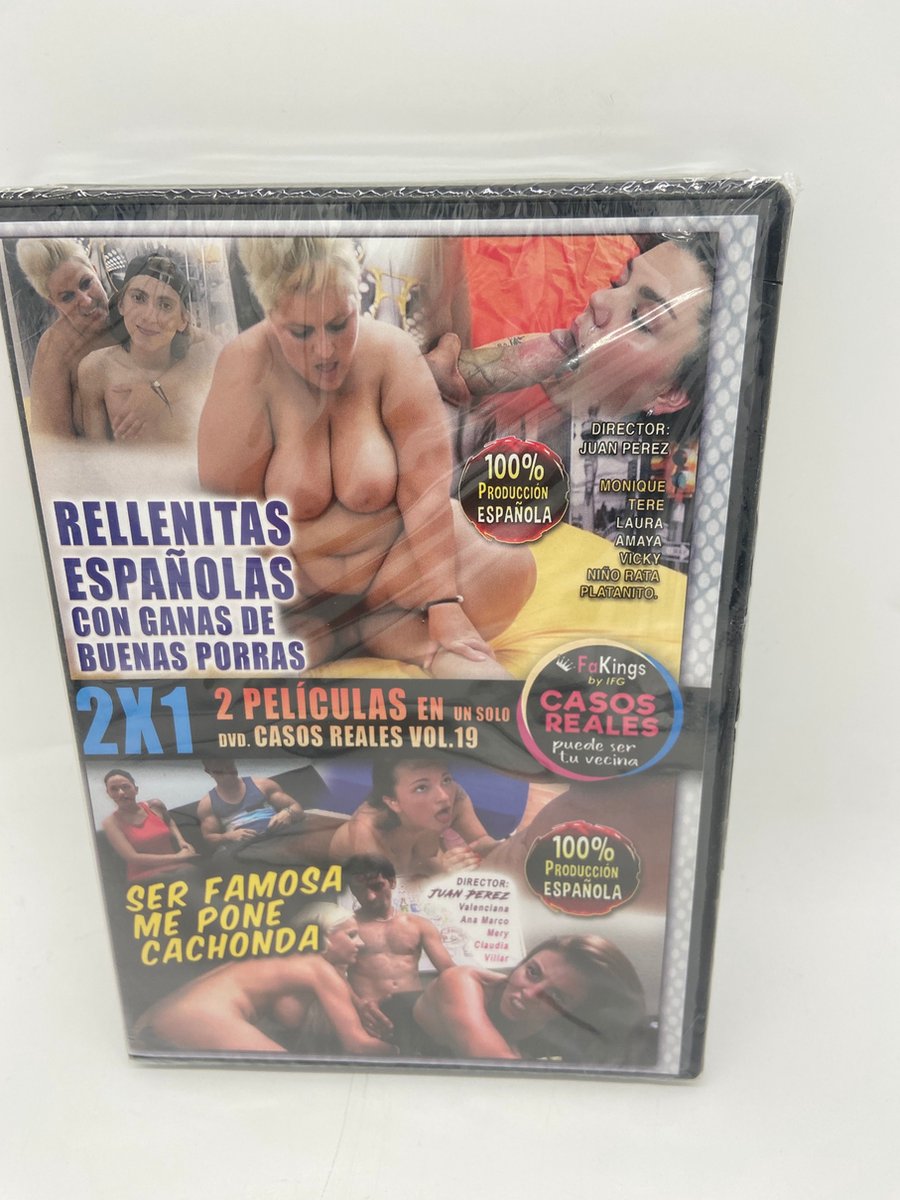 RELLENITAS
ESPAÑOLAS
CON GANAS DE
BUENAS PORRAS
100%
PRODUCCIÓN
ESPAÑOLA
DIRECTOR:
JUAN PEREZ
MONIQUE
TERE
LAURA
AMAYA
VICKY
NIÑO RATA
PLATANITO.
2X1
2 PELÍCULAS EN UN SOLO
DVD. CASOS REALES VOL.19
FaKings
by IFG
CASOS
REALES
puede ser
tu vecina
SER FAMOSA
ME PONE
CACHONDA
DIRECTOR:
JUAN PEREZ
Valenciana
Ana Marco
Mery
Claudia
Villar
100%
PRODUCCIÓN
ESPAÑOLA